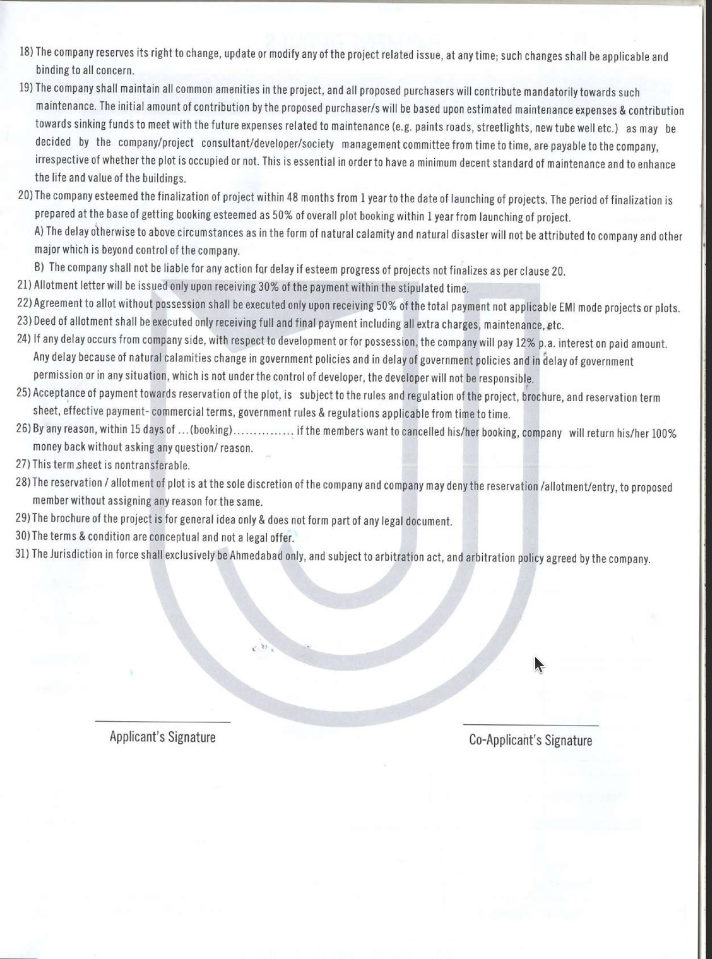 18) The company reserves its right to change, update or modify any of the project related issue, at any time; such changes shall be applicable and
binding to all concern.
19) The company shall maintain all common amenities in the project, and all proposed purchasers will contribute mandatorily towards such
maintenance. The initial amount of contribution by the proposed purchaser/s will be based upon estimated maintenance expenses & contribution
towards sinking funds to meet with the future expenses related to maintenance (e.g. paints roads, streetlights, new tube well etc.) as may be
decided by the company/project consultant/developer/society management committee from time to time, are payable to the company,
irrespective of whether the plot is occupied or not. This is essential in order to have a minimum decent standard of maintenance and to enhance
the life and value of the buildings.
20) The company esteemed the finalization of project within 48 months from 1 year to the date of launching of projects. The period of finalization is
prepared at the base of getting booking esteemed as 50% of overall plot booking within 1 year from launching of project.
A) The delay otherwise to above circumstances as in the form of natural calamity and natural disaster will not be attributed to company and other
major which is beyond control of the company.
B) The company shall not be liable for any action for delay if esteem progress of projects not finalizes as per clause 20.
21) Allotment letter will be issued only upon receiving 30% of the payment within the stipulated time.
22) Agreement to allot without possession shall be executed only upon receiving 50% of the total payment not applicable EMI mode projects or plots.
23) Deed of allotment shall be executed only receiving full and final payment including all extra charges, maintenance, etc.
24) If any delay occurs from company side, with respect to development or for possession, the company will pay 12% p.a. interest on paid amount.
Any delay because of natural calamities change in government policies and in delay of government policies and in delay of government
permission or in any situation, which is not under the control of developer, the developer will not be responsible.
25) Acceptance of payment towards reservation of the plot, is subject to the rules and regulation of the project, brochure, and reservation term
sheet, effective payment- commercial terms, government rules & regulations applicable from time to time.
26) By any reason, within 15 days of ...(booking).............. if the members want to cancelled his/her booking, company will return his/her 100%
money back without asking any question/ reason.
27) This term sheet is nontransferable.
28) The reservation / allotment of plot is at the sole discretion of the company and company may deny the reservation /allotment/entry, to proposed
member without assigning any reason for the same.
29) The brochure of the project is for general idea only & does not form part of any legal document.
30) The terms & condition are conceptual and not a legal offer.
31) The Jurisdiction in force shall exclusively be Ahmedabad only, and subject to arbitration act, and arbitration policy agreed by the company.
Applicant's Signature
Co-Applicant's Signature